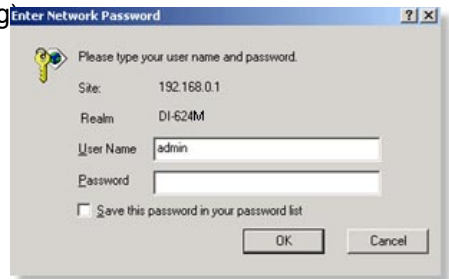 g)
Enter Network Password
Please type your user name and password.
Site: 192.168.0.1
Realm DI-624M
User Name admin
Password
Save this password in your password list
OK Cancel